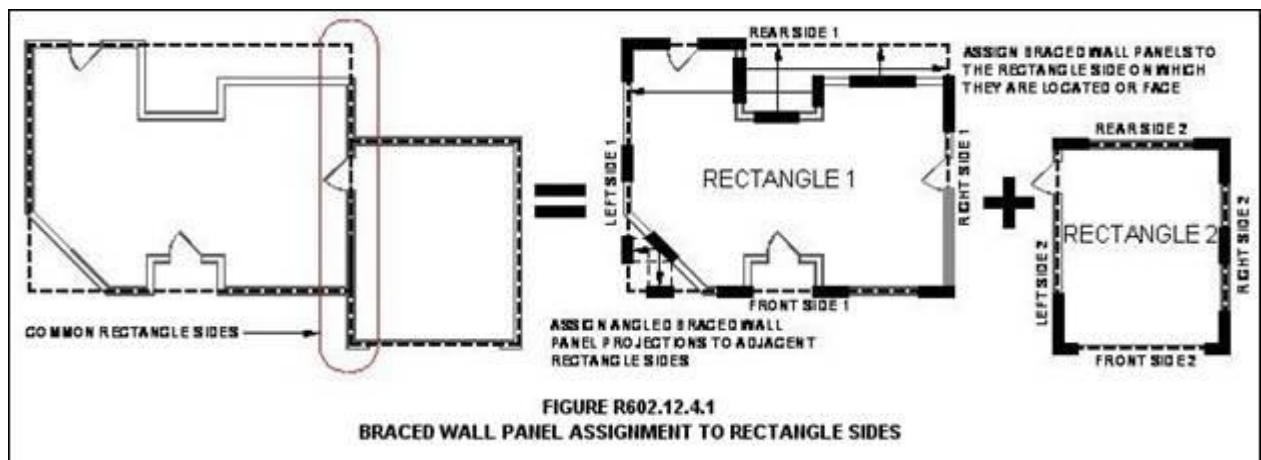 REAR SIDE 1
ASSIGN BRACED WALL PANELS TO
THE RECTANGLE SIDE ON WHICH
THEY ARE LOCATED OR FACE
LEFT SIDE 1
RECTANGLE 1
RIGHT SIDE 1
REAR SIDE 2
LEFT SIDE 2
RECTANGLE 2
RIGHT SIDE 2
COMMON RECTANGLE SIDES
FRONT SIDE 1
ASSIGN ANGLED BRACED WALL
PANEL PROJECTIONS TO ADJACENT
RECTANGLE SIDES
FRONT SIDE 2
FIGURE R602.12.4.1
BRACED WALL PANEL ASSIGNMENT TO RECTANGLE SIDES